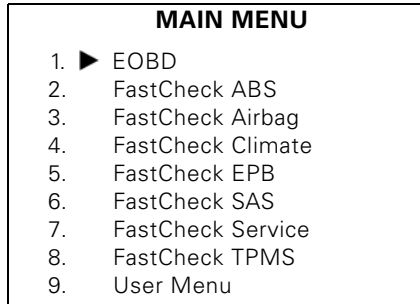 MAIN MENU
1. ▶ EOBD
2. FastCheck ABS
3. FastCheck Airbag
4. FastCheck Climate
5. FastCheck EPB
6. FastCheck SAS
7. FastCheck Service
8. FastCheck TPMS
9. User Menu